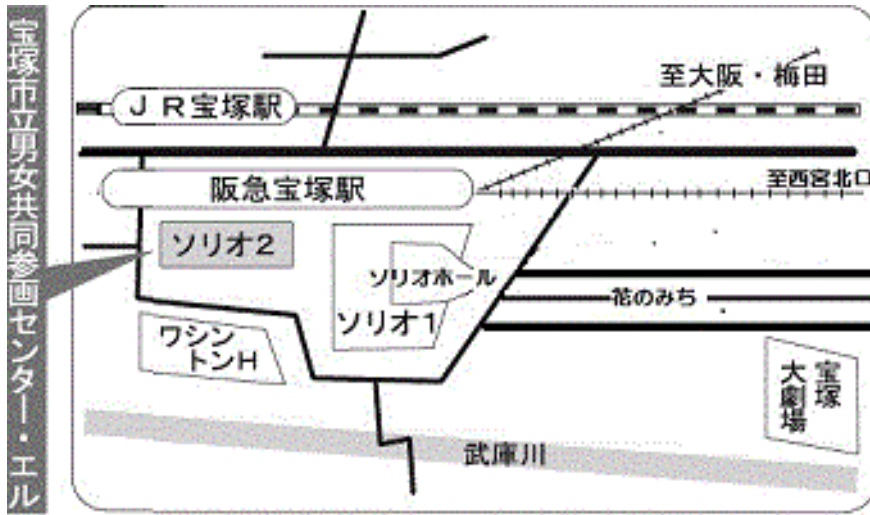 宝塚市立男女共同参画センター・エル
至大阪・梅田
JR宝塚駅
阪急宝塚駅
至西宮北口
ソリオ2
ソリオホール
ソリオ1
花のみち
ワシン
トンH
宝塚
大劇場
武庫川